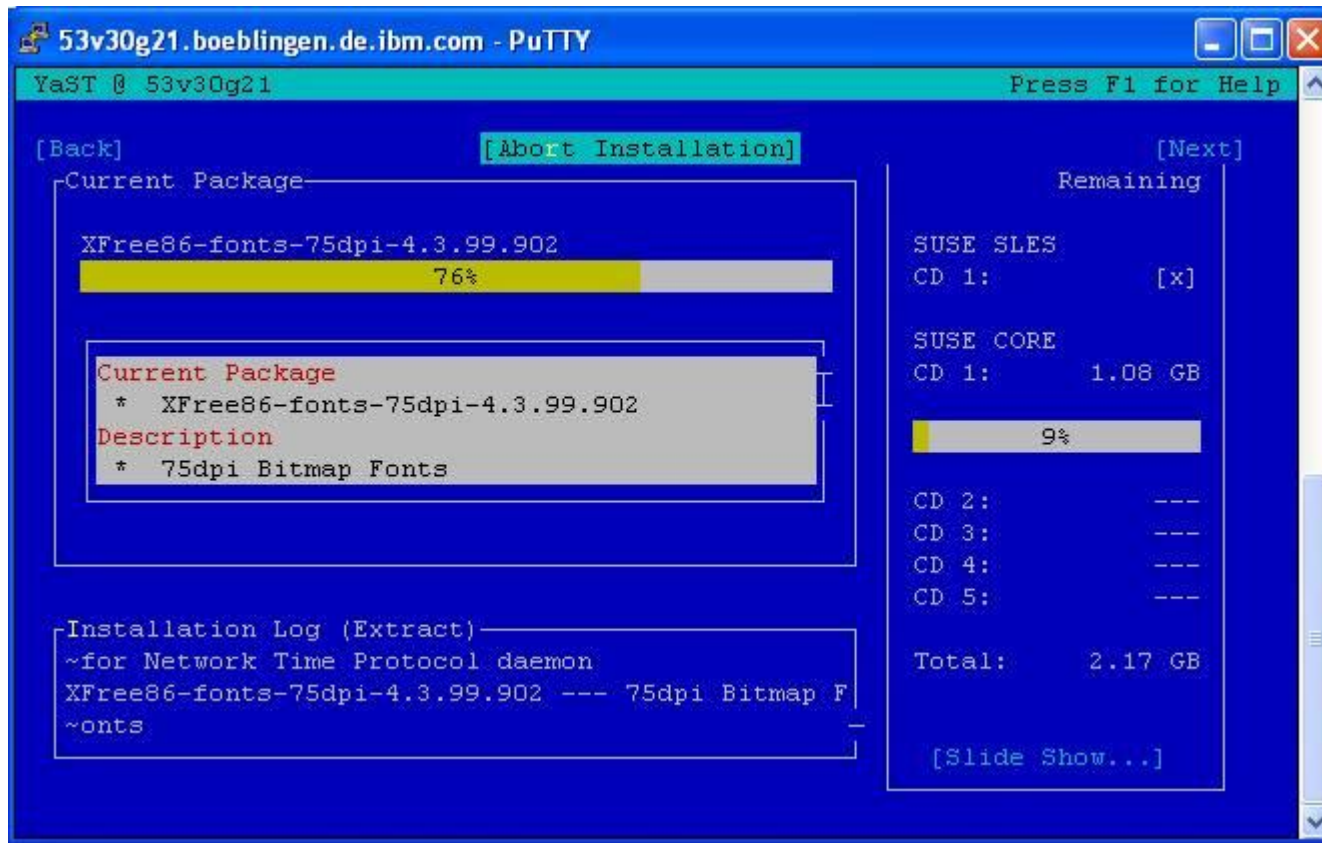 53v30g21.boeblingen.de.ibm.com - PuTTY
YaST @ 53v30g21 Press F1 for Help
[Back] [Abort Installation] [Next]
Current Package
XFree86-fonts-75dpi-4.3.99.902
76%
Current Package
* XFree86-fonts-75dpi-4.3.99.902
Description
* 75dpi Bitmap Fonts
Installation Log (Extract)
~for Network Time Protocol daemon
XFree86-fonts-75dpi-4.3.99.902 --- 75dpi Bitmap F
~onts
Remaining
SUSE SLES
CD 1: [x]
SUSE CORE
CD 1: 1.08 GB
9%
CD 2: ---
CD 3: ---
CD 4: ---
CD 5: ---
Total: 2.17 GB
[Slide Show...]